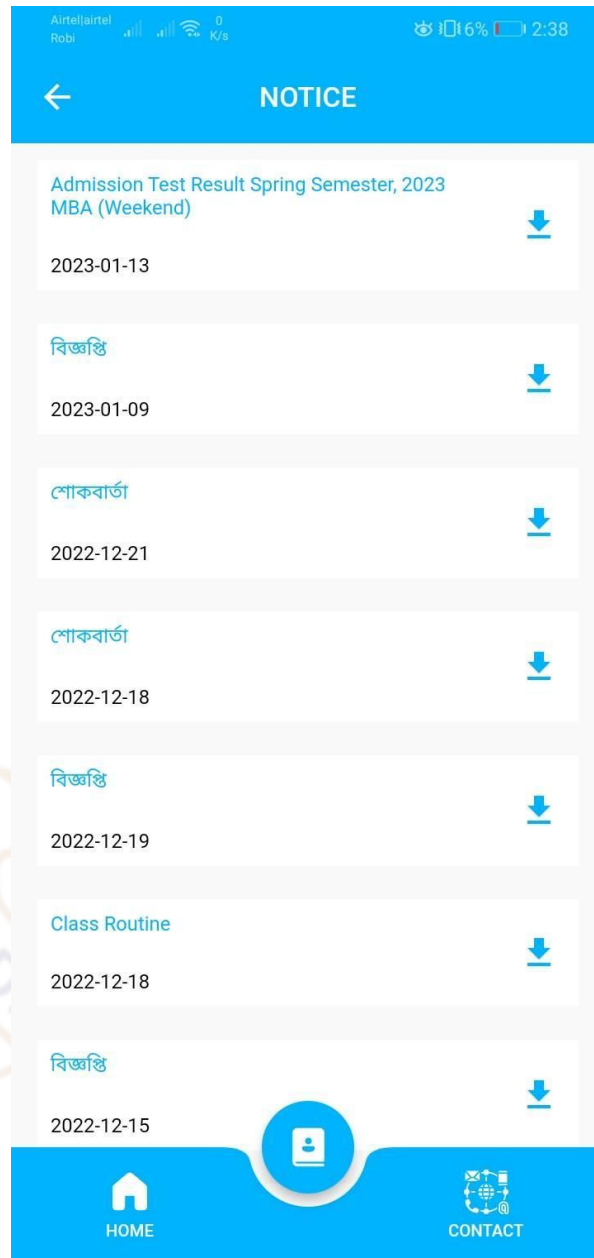 Airtel|airtel
Robi
0
K/s
6%
2:38
NOTICE
Admission Test Result Spring Semester, 2023
MBA (Weekend)
2023-01-13
বিজ্ঞপ্তি
2023-01-09
শোকবার্তা
2022-12-21
শোকবার্তা
2022-12-18
বিজ্ঞপ্তি
2022-12-19
Class Routine
2022-12-18
বিজ্ঞপ্তি
2022-12-15
HOME
CONTACT